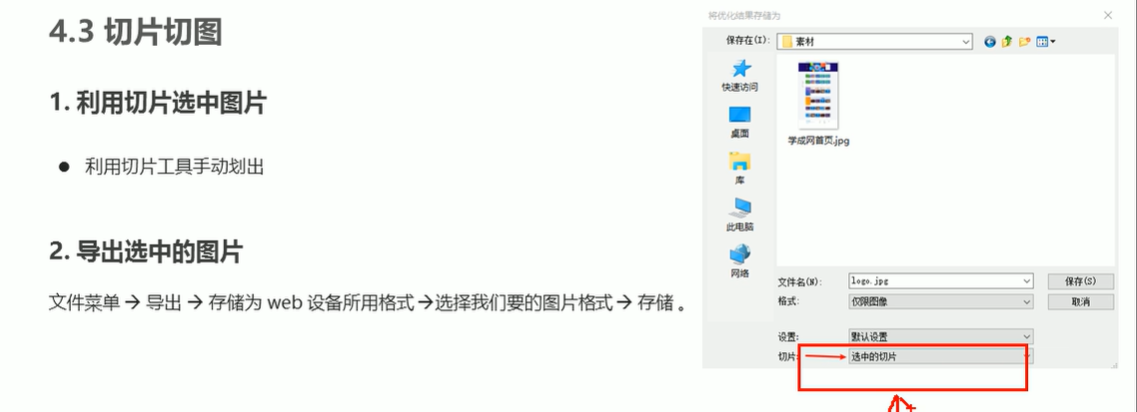 4.3 切片切图
1. 利用切片选中图片
● 利用切片工具手动划出
2. 导出选中的图片
文件菜单 → 导出 → 存储为 web 设备所用格式 →选择我们要的图片格式 → 存储 。
将优化结果存储为
保存在(I): 素材
快速访问
桌面
库
此电脑
网络
学成网首页.jpg
文件名(N): logo.jpg 保存(S)
格式: 仅限图像 取消
设置: 默认设置
切片: 选中的切片